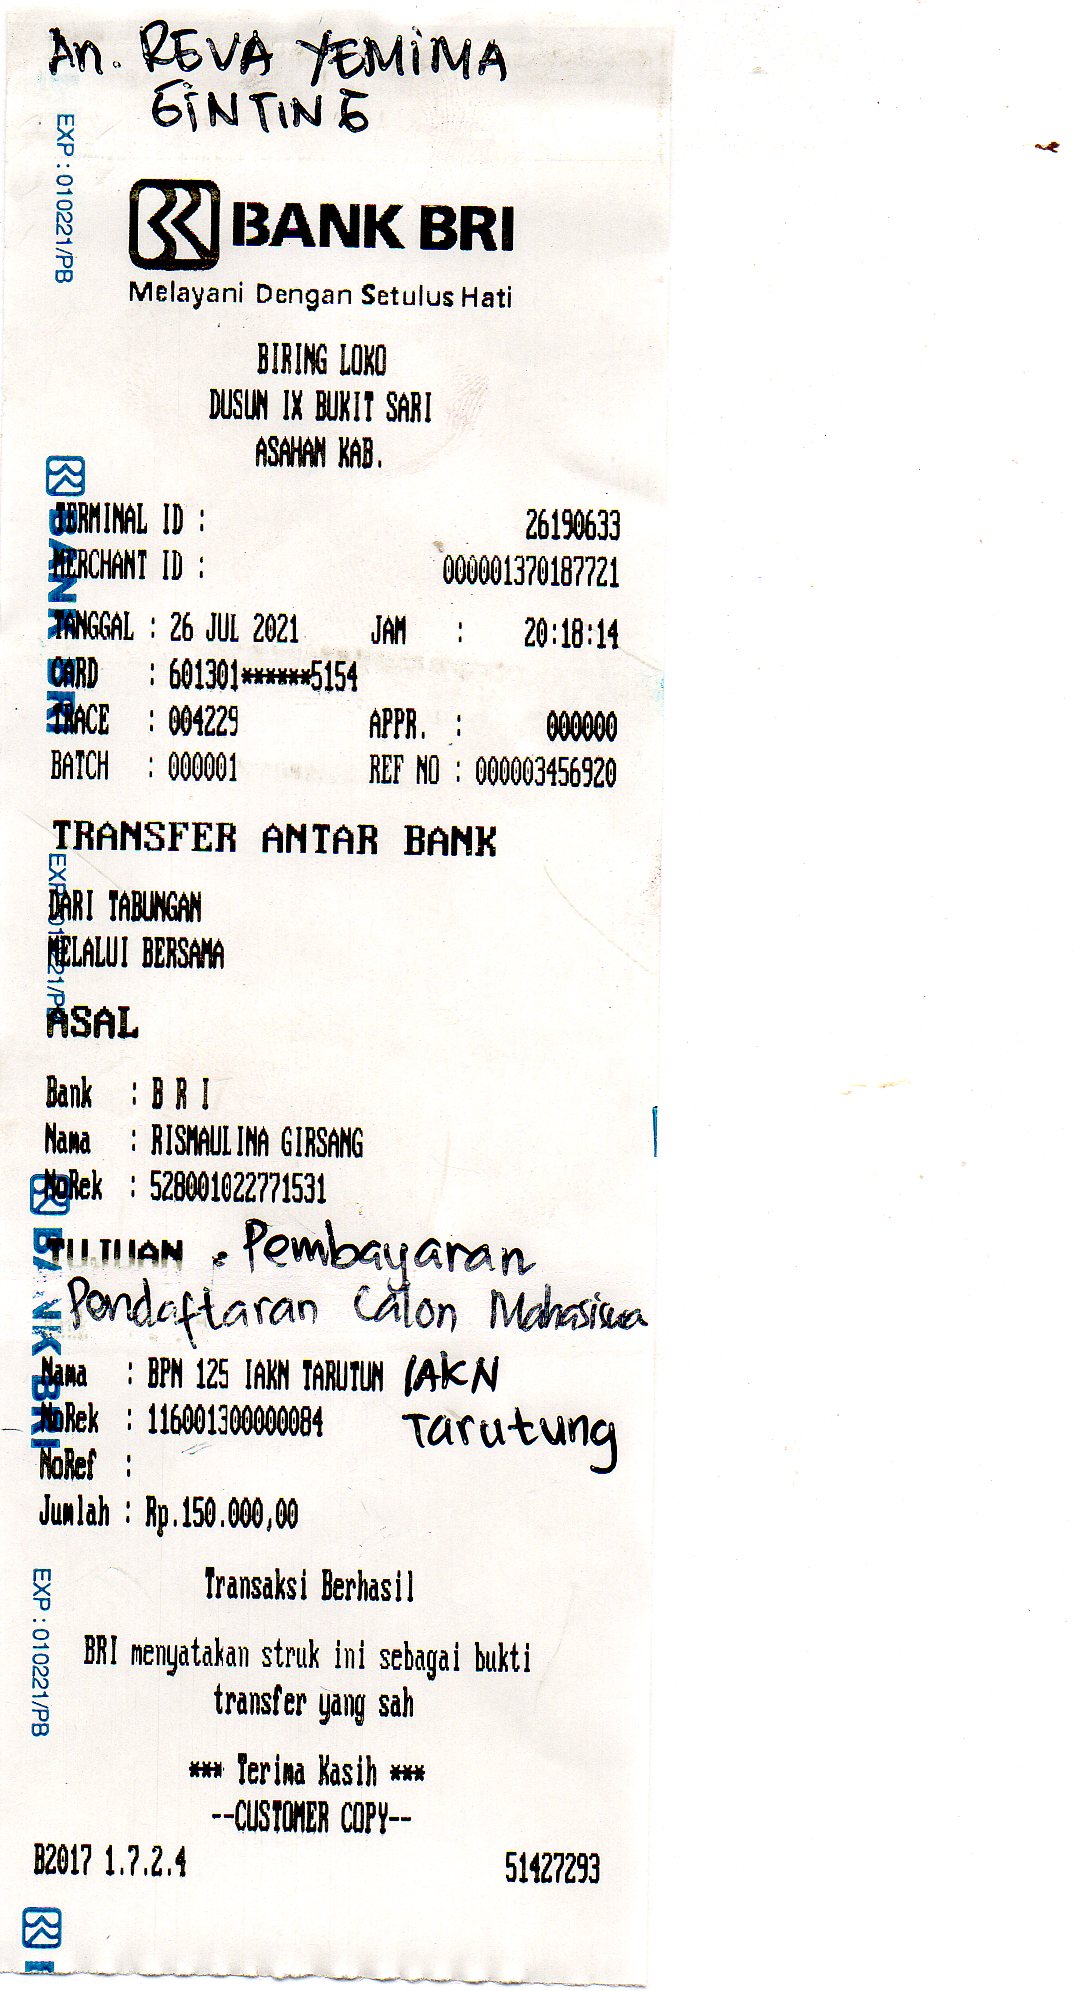 An. REVA YEMIMA
GINTING
EXP : 010221/PB
BANK BRI
Melayani Dengan Setulus Hati
BIRING LOKO
DUSUN IX BUKIT SARI
ASAHAN KAB.
BANK BRI
TERMINAL ID : 26190633
MERCHANT ID : 000001370187721
TANGGAL : 26 JUL 2021 JAM : 20:18:14
CARD : 601301******5154
TRACE : 004229 APPR. : 000000
BATCH : 000001 REF NO : 000003456920
TRANSFER ANTAR BANK
EXP : 010221/PB
DARI TABUNGAN
MELALUI BERSAMA
ASAL
Bank : B R I
Nama : RISMAULINA GIRSANG
NoRek : 528001022771531
BANK BRI
TUJUAN : Pembayaran
Pendaftaran Calon Mahasiswa
Nama : BPN 125 IAKN TARUTUN IAKN
NoRek : 116001300000084 Tarutung
NoRef :
Jumlah : Rp.150.000,00
EXP : 010221/PB
Transaksi Berhasil
BRI menyatakan struk ini sebagai bukti
transfer yang sah
*** Terima Kasih ***
--CUSTOMER COPY--
B2017 1.7.2.4 51427293